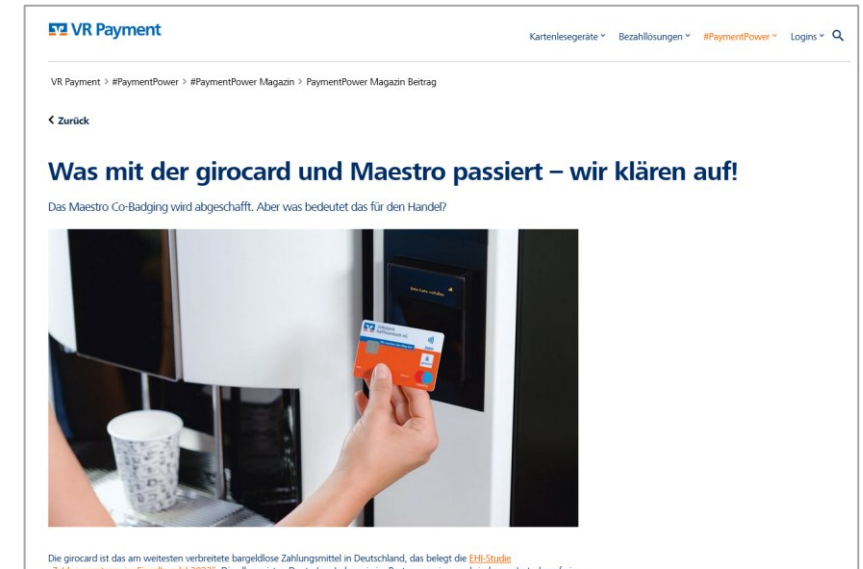 VR Payment
Kartenlesegeräte Bezahllösungen #PaymentPower Logins
VR Payment > #PaymentPower > #PaymentPower Magazin > PaymentPower Magazin Beitrag
Zurück
Was mit der girocard und Maestro passiert – wir klären auf!
Das Maestro Co-Badging wird abgeschafft. Aber was bedeutet das für den Handel?
Die girocard ist das am weitesten verbreitete bargeldlose Zahlungsmittel in Deutschland, das belegt die EHI-Studie